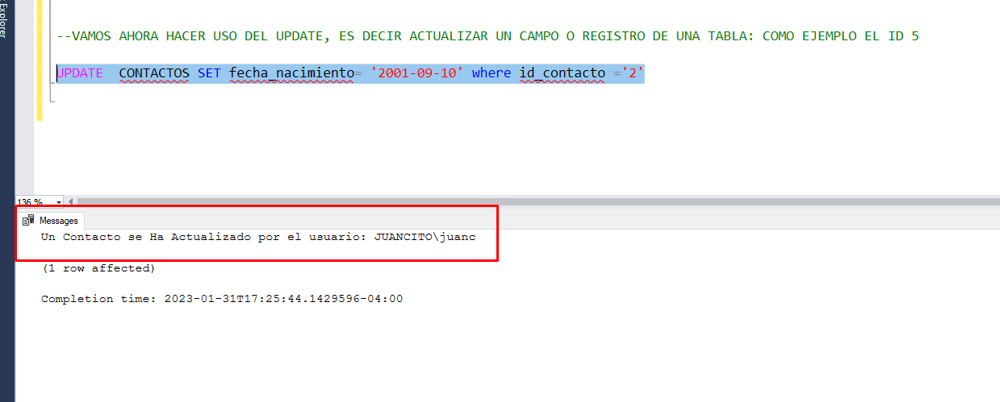 Explorer
--VAMOS AHORA HACER USO DEL UPDATE, ES DECIR ACTUALIZAR UN CAMPO O REGISTRO DE UNA TABLA: COMO EJEMPLO EL ID 5
UPDATE  CONTACTOS SET fecha_nacimiento= '2001-09-10' where id_contacto ='2'
136 %
Messages
Un Contacto se Ha Actualizado por el usuario: JUANCITO\juanc
(1 row affected)
Completion time: 2023-01-31T17:25:44.1429596-04:00